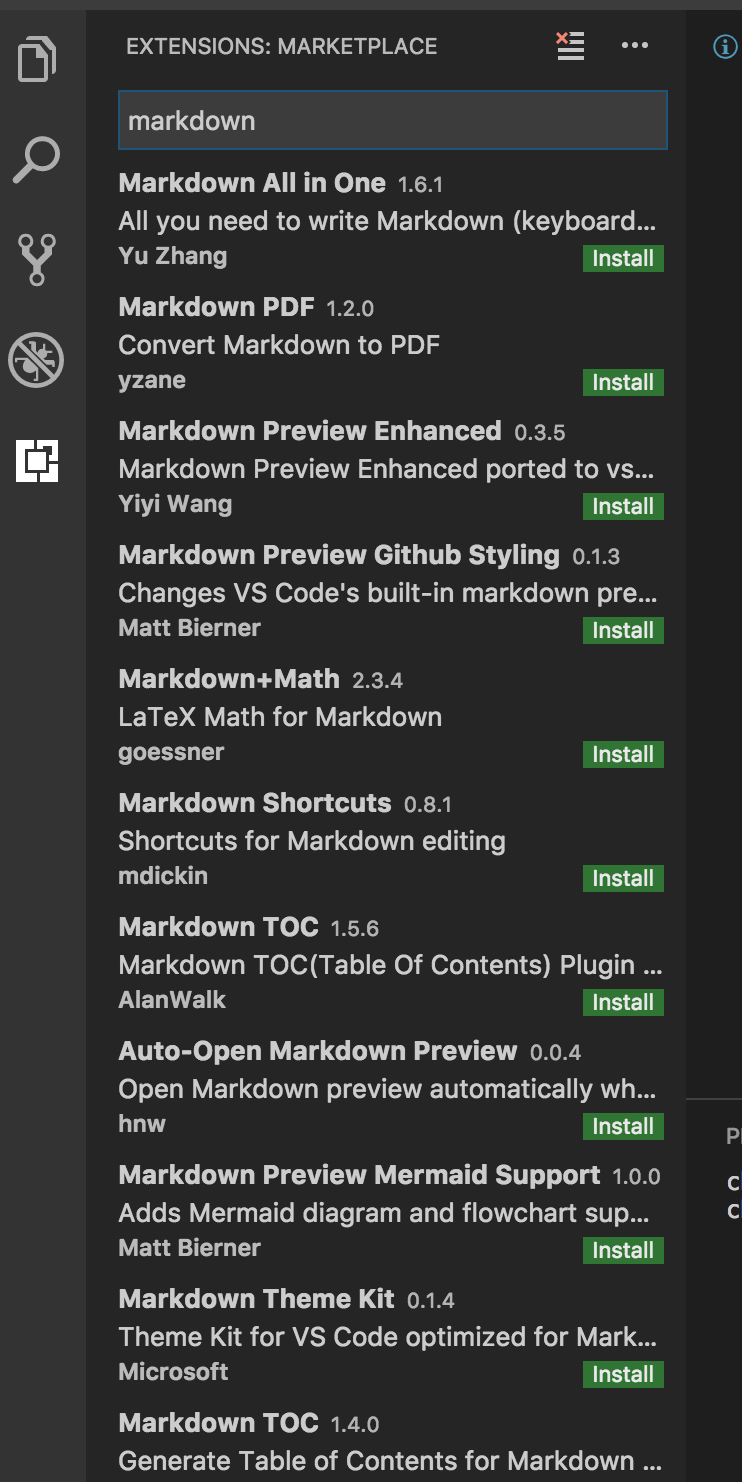 EXTENSIONS: MARKETPLACE
markdown
Markdown All in One 1.6.1
All you need to write Markdown (keyboard...
Yu Zhang Install
Markdown PDF 1.2.0
Convert Markdown to PDF
yzane Install
Markdown Preview Enhanced 0.3.5
Markdown Preview Enhanced ported to vs...
Yiyi Wang Install
Markdown Preview Github Styling 0.1.3
Changes VS Code's built-in markdown pre...
Matt Bierner Install
Markdown+Math 2.3.4
LaTeX Math for Markdown
goessner Install
Markdown Shortcuts 0.8.1
Shortcuts for Markdown editing
mdickin Install
Markdown TOC 1.5.6
Markdown TOC(Table Of Contents) Plugin ...
AlanWalk Install
Auto-Open Markdown Preview 0.0.4
Open Markdown preview automatically wh...
hnw Install
Markdown Preview Mermaid Support 1.0.0
Adds Mermaid diagram and flowchart sup...
Matt Bierner Install
Markdown Theme Kit 0.1.4
Theme Kit for VS Code optimized for Mark...
Microsoft Install
Markdown TOC 1.4.0
Generate Table of Contents for Markdown ...